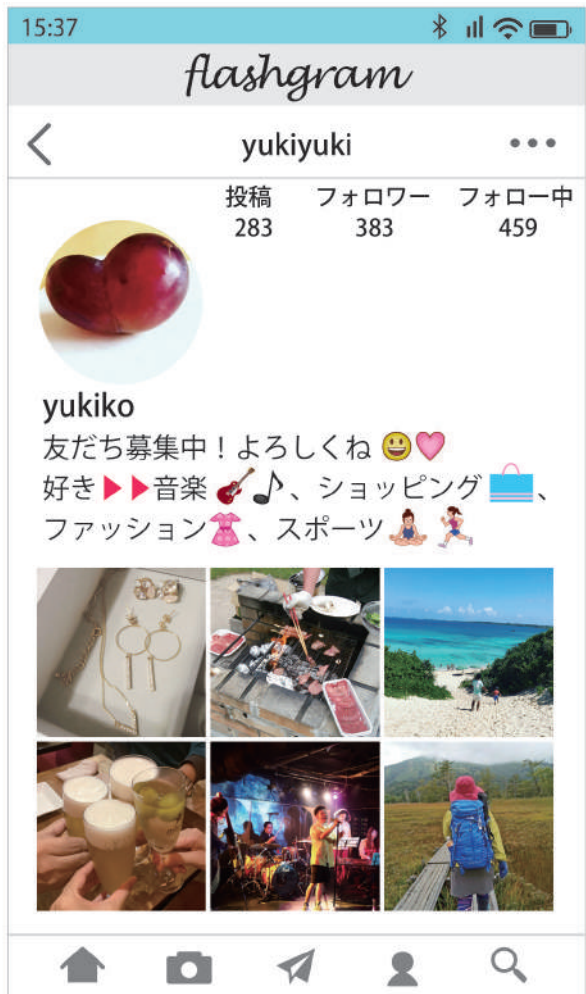 15:37
flashgram
yukiyuki
投稿 フォロワー フォロー中
283 383 459
yukiko
友だち募集中！よろしくね 😃💗
好き▶▶音楽 🎸🎵、ショッピング 🛍、
ファッション👗、スポーツ🧘🏃‍♀️